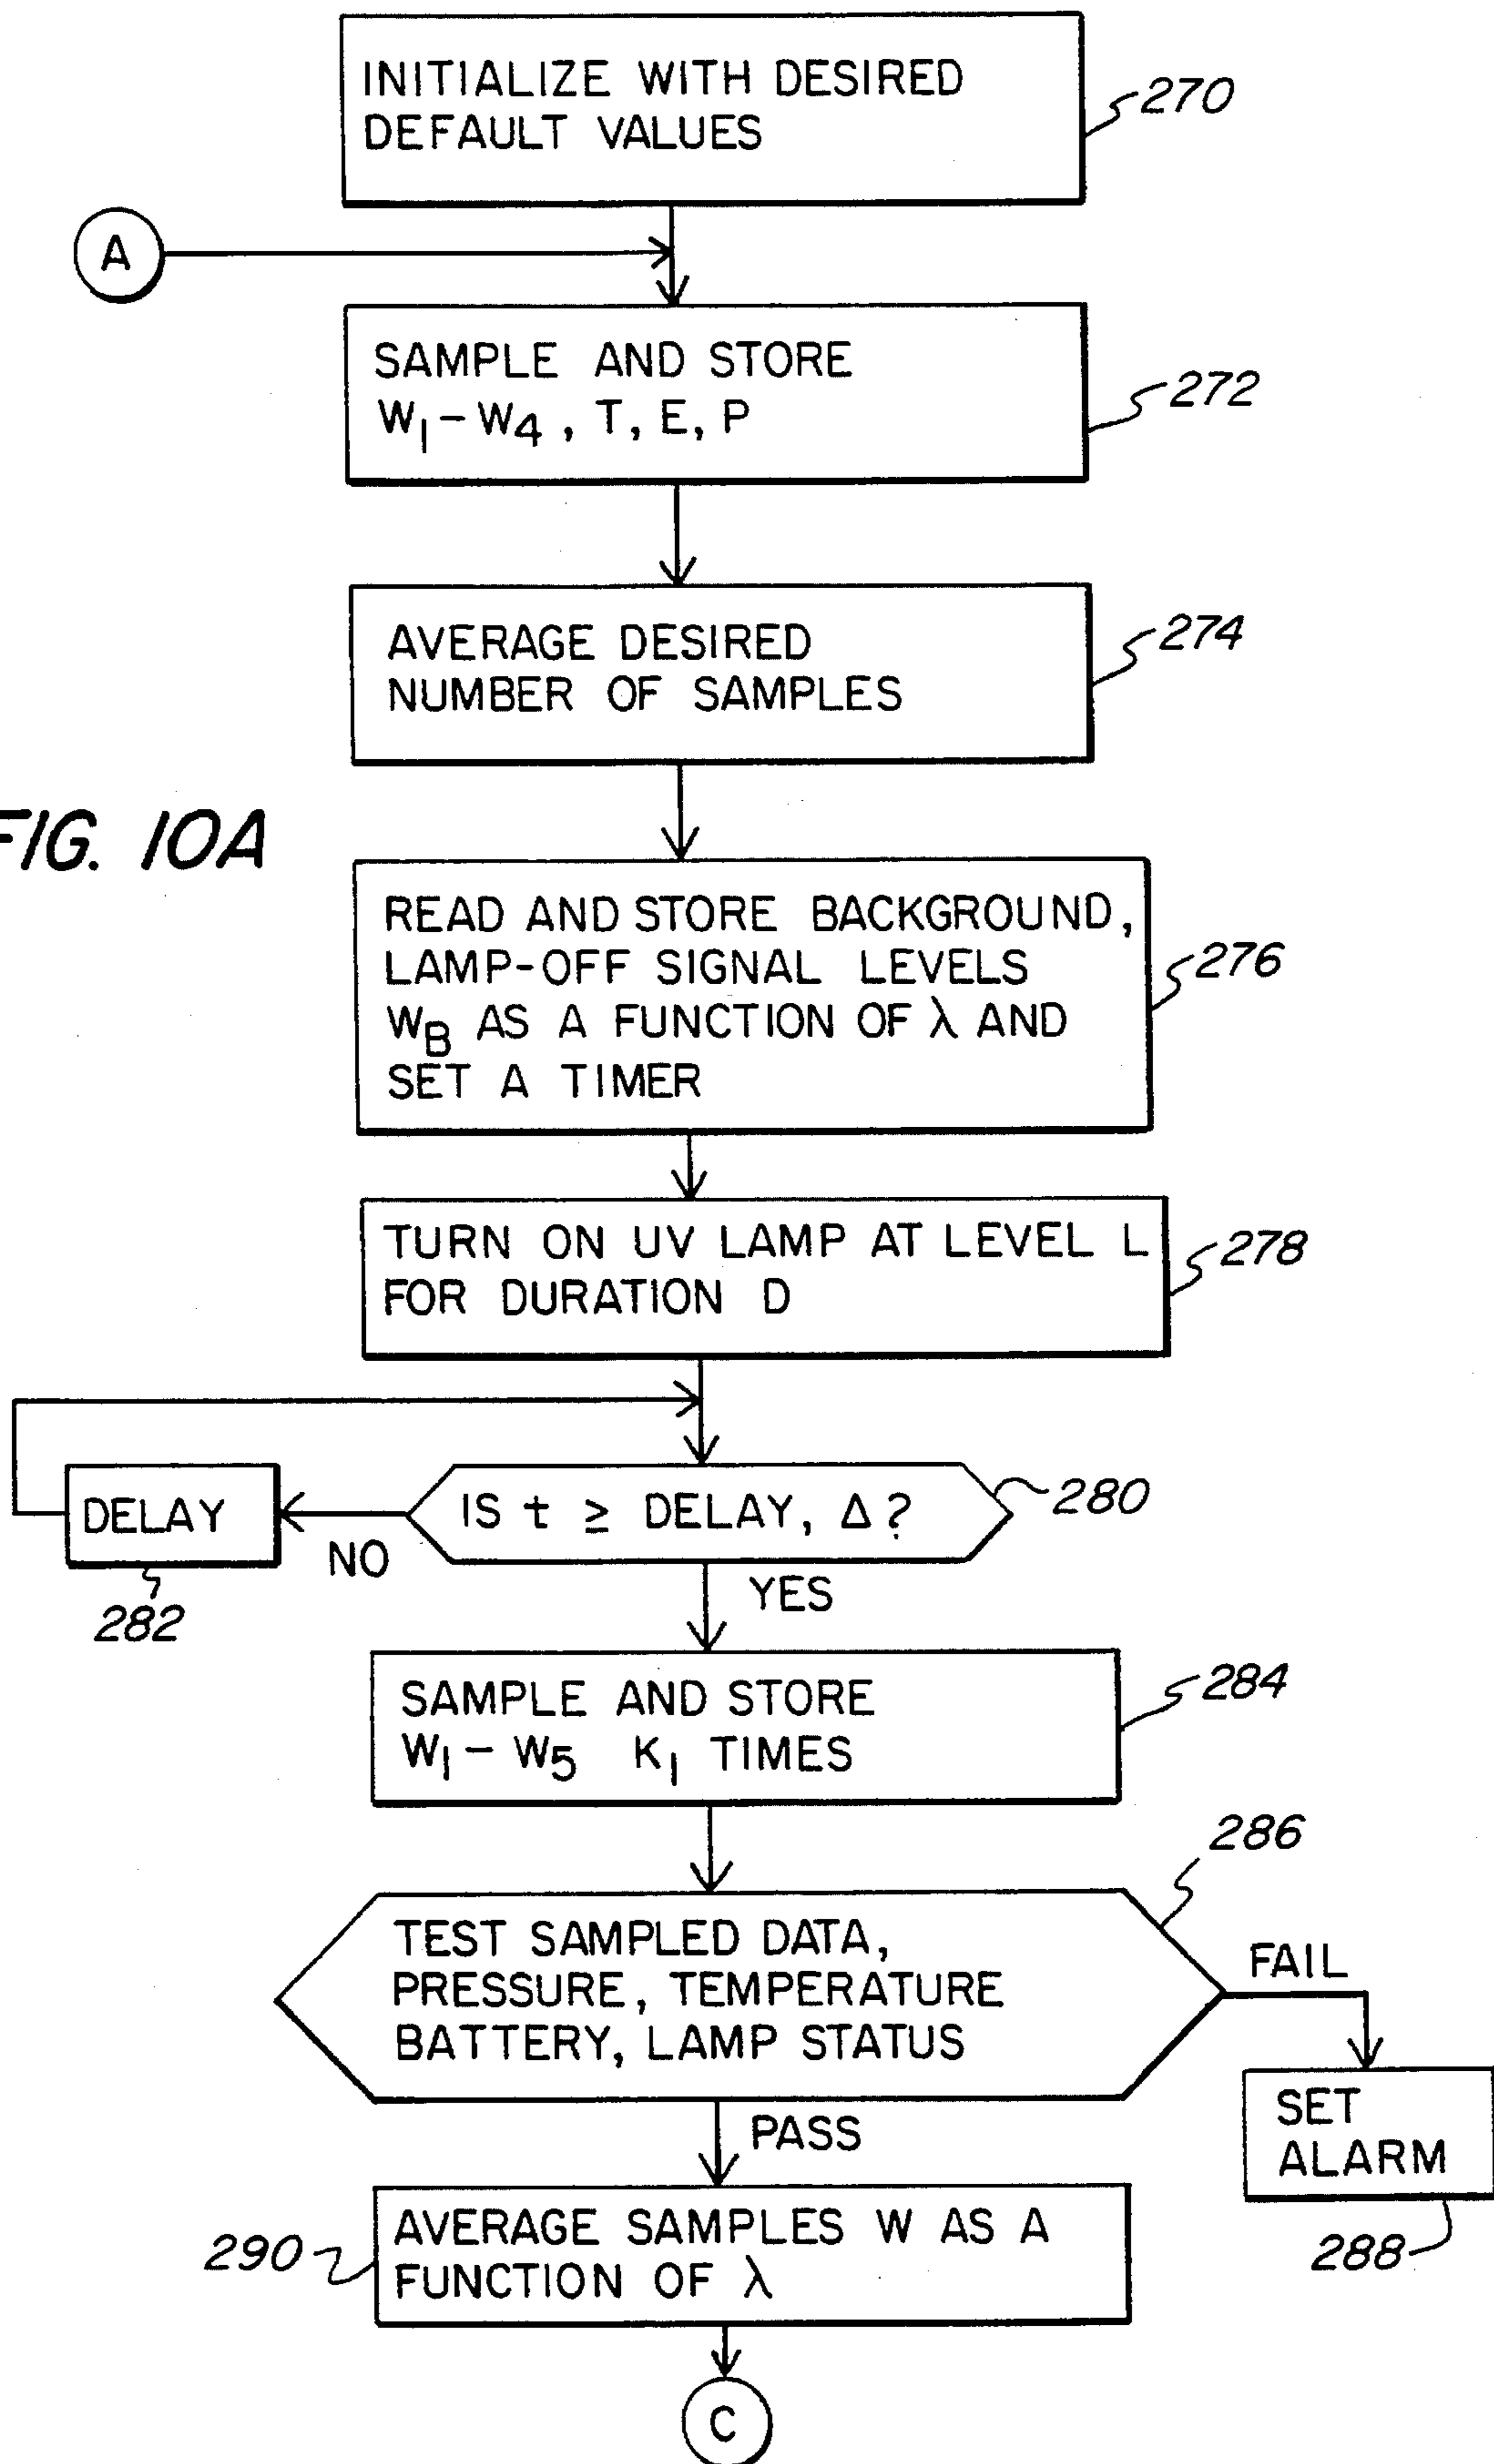 INITIALIZE WITH DESIRED
DEFAULT VALUES
270
A
SAMPLE AND STORE
W1-W4, T, E, P
272
AVERAGE DESIRED
NUMBER OF SAMPLES
274
FIG. 10A
READ AND STORE BACKGROUND,
LAMP-OFF SIGNAL LEVELS
WB AS A FUNCTION OF λ AND
SET A TIMER
276
TURN ON UV LAMP AT LEVEL L
FOR DURATION D
278
IS t ≥ DELAY, Δ?
280
DELAY
NO
282
YES
SAMPLE AND STORE
W1-W5 K1 TIMES
284
TEST SAMPLED DATA,
PRESSURE, TEMPERATURE
BATTERY, LAMP STATUS
286
FAIL
SET
ALARM
288
PASS
AVERAGE SAMPLES W AS A
FUNCTION OF λ
290
C